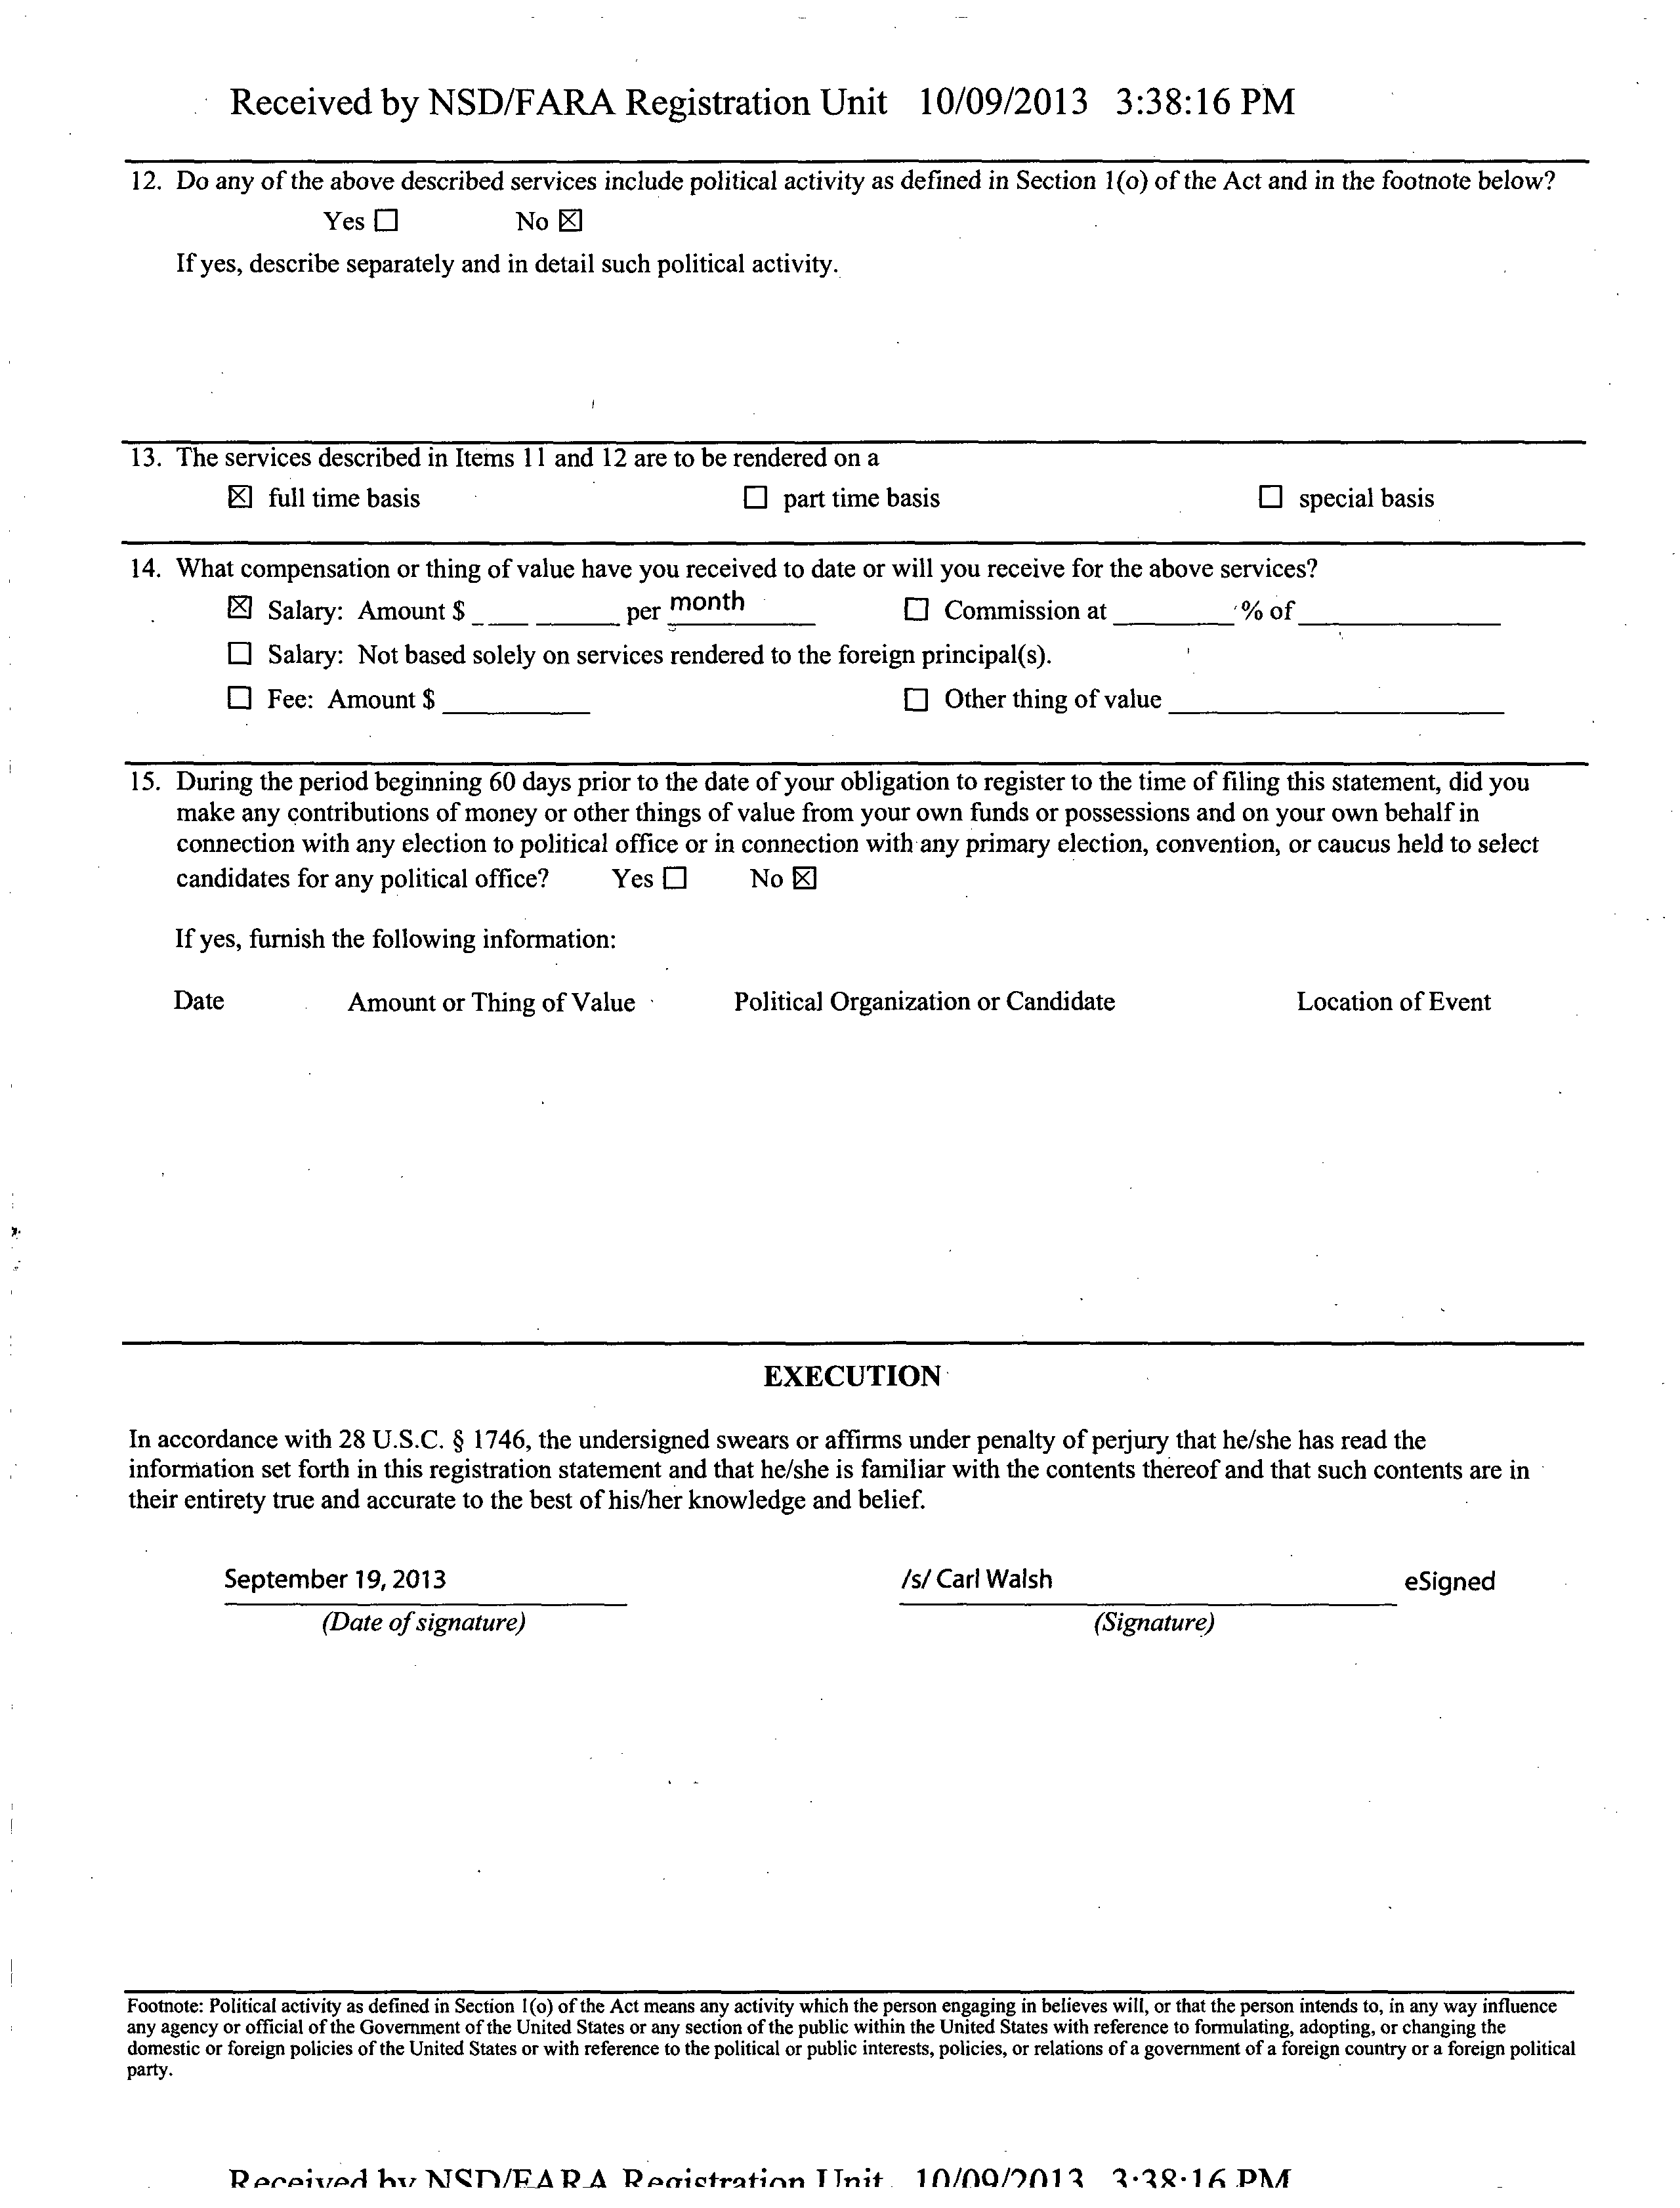 Received by NSD/FARA Registration Unit 10/09/2013 3:38:16 PM
12. Do any of the above described services include political activity as defined in Section 1(o) of the Act and in the footnote below?
Yes ☐ No ☒
If yes, describe separately and in detail such political activity.
13. The services described in Items 11 and 12 are to be rendered on a
☒ full time basis ☐ part time basis ☐ special basis
14. What compensation or thing of value have you received to date or will you receive for the above services?
☒ Salary: Amount $ ________ per month ☐ Commission at ________ % of ________
☐ Salary: Not based solely on services rendered to the foreign principal(s).
☐ Fee: Amount $ ________ ☐ Other thing of value ________
15. During the period beginning 60 days prior to the date of your obligation to register to the time of filing this statement, did you
make any contributions of money or other things of value from your own funds or possessions and on your own behalf in
connection with any election to political office or in connection with any primary election, convention, or caucus held to select
candidates for any political office? Yes ☐ No ☒
If yes, furnish the following information:
Date Amount or Thing of Value Political Organization or Candidate Location of Event
EXECUTION
In accordance with 28 U.S.C. § 1746, the undersigned swears or affirms under penalty of perjury that he/she has read the
information set forth in this registration statement and that he/she is familiar with the contents thereof and that such contents are in
their entirety true and accurate to the best of his/her knowledge and belief.
September 19, 2013 /s/ Carl Walsh eSigned
(Date of signature) (Signature)
Footnote: Political activity as defined in Section 1(o) of the Act means any activity which the person engaging in believes will, or that the person intends to, in any way influence
any agency or official of the Government of the United States or any section of the public within the United States with reference to formulating, adopting, or changing the
domestic or foreign policies of the United States or with reference to the political or public interests, policies, or relations of a government of a foreign country or a foreign political
party.
Received by NSD/FARA Registration Unit 10/09/2013 3:38:16 PM